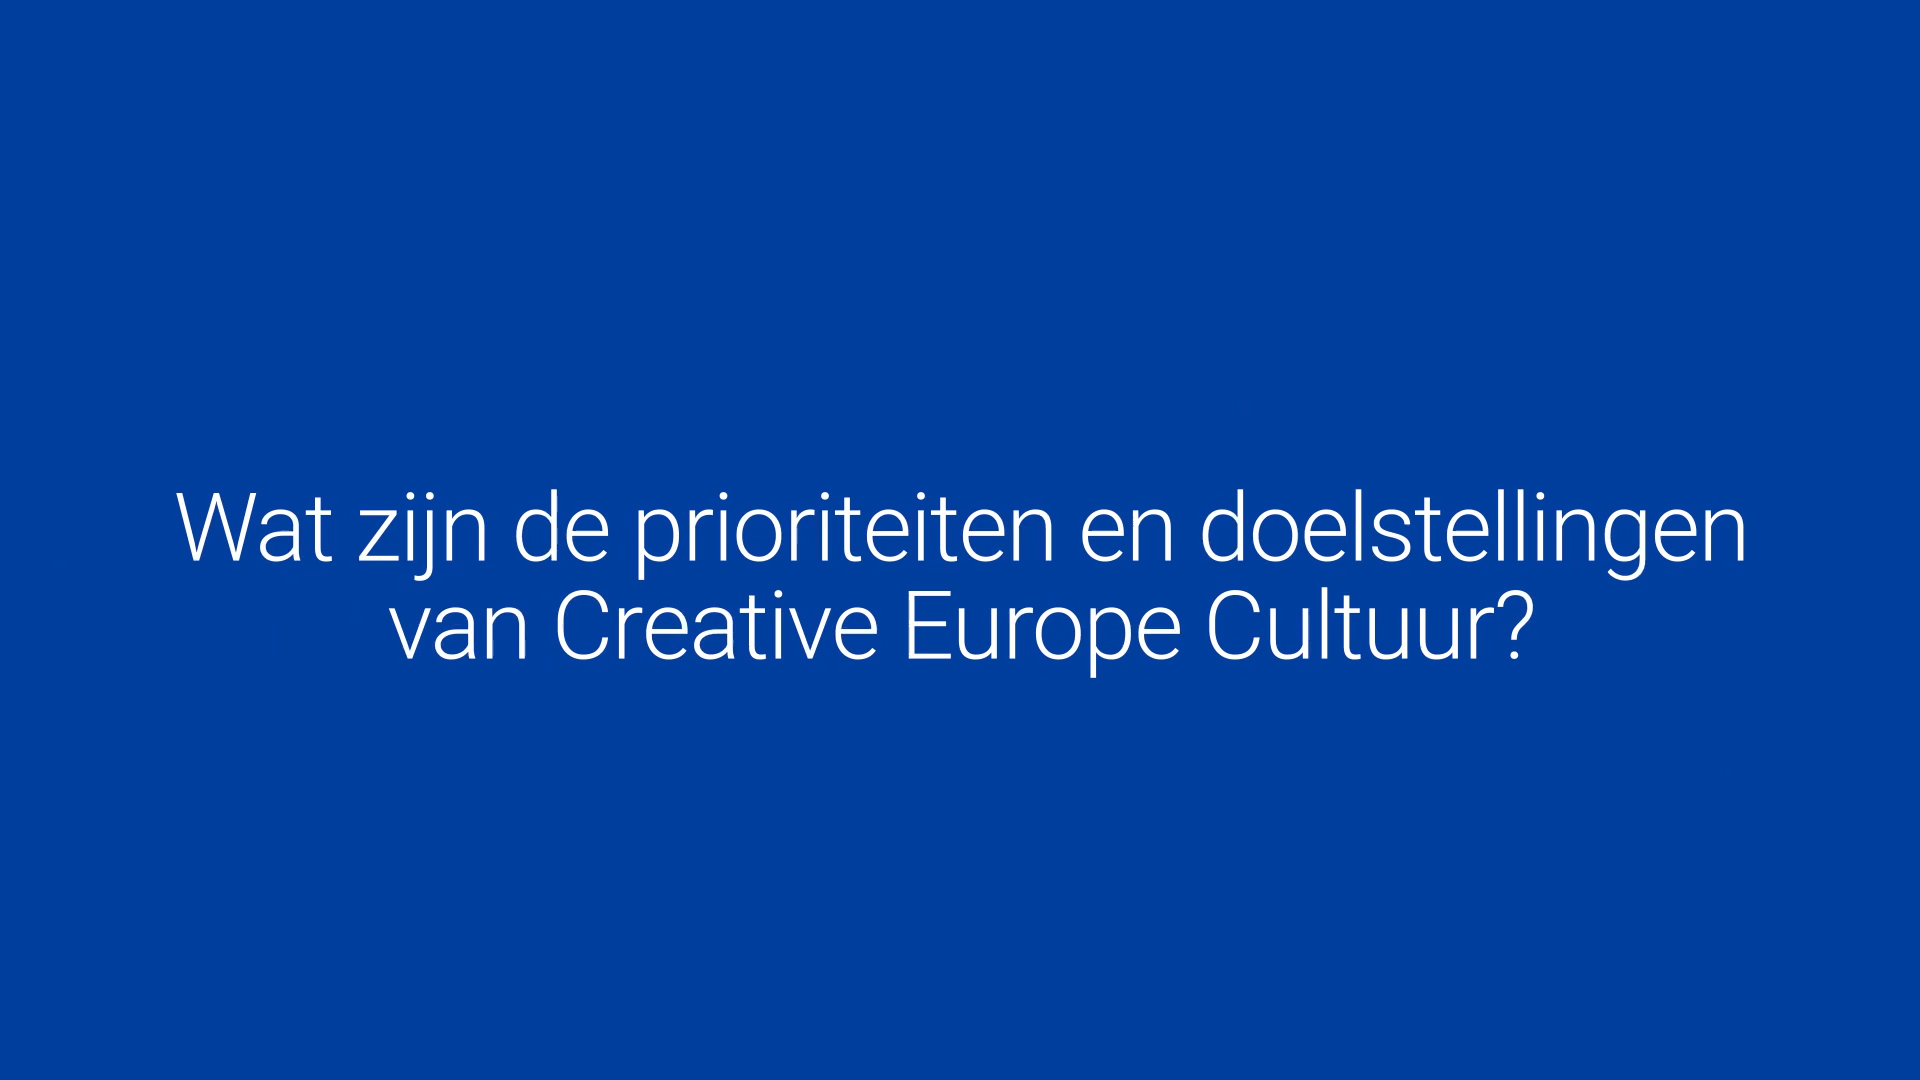 Wat zijn de prioriteiten en doelstellingen
van Creative Europe Cultuur?